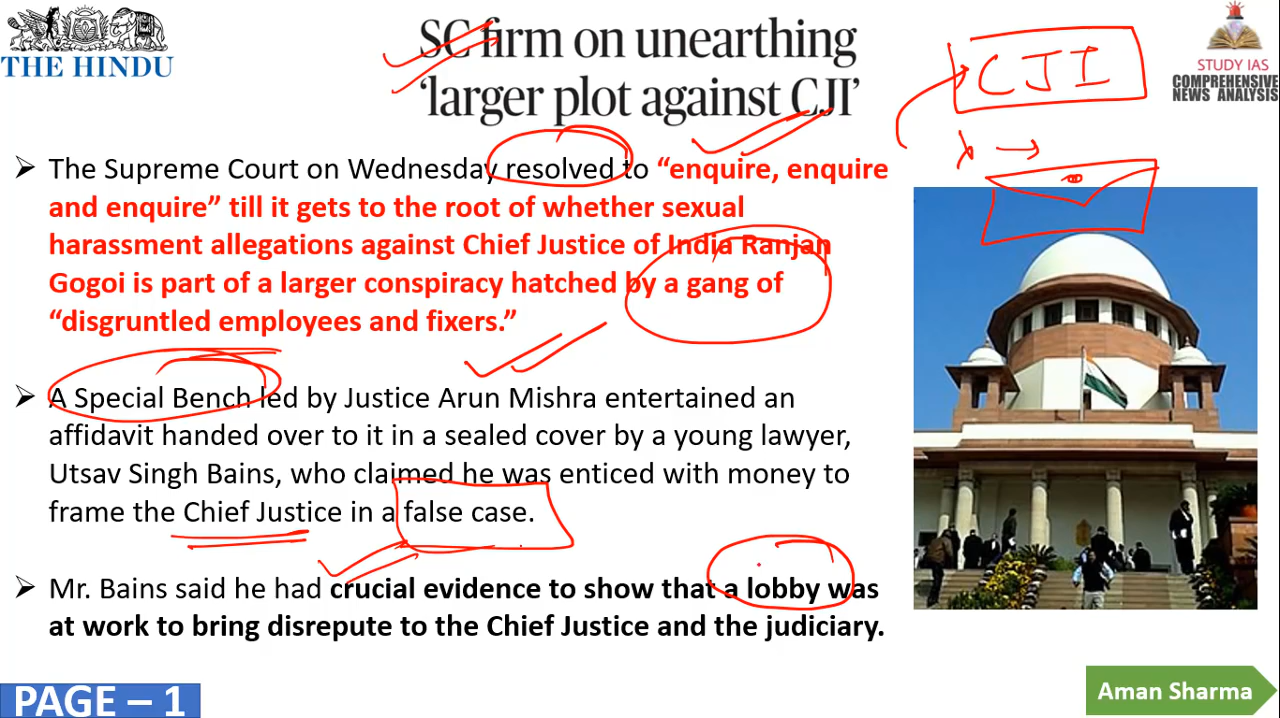 THE HINDU
SC firm on unearthing
‘larger plot against CJI’
CJI
STUDY IAS
COMPREHENSIVE
NEWS ANALYSIS
➢ The Supreme Court on Wednesday resolved to “enquire, enquire
and enquire” till it gets to the root of whether sexual
harassment allegations against Chief Justice of India Ranjan
Gogoi is part of a larger conspiracy hatched by a gang of
“disgruntled employees and fixers.”
➢ A Special Bench led by Justice Arun Mishra entertained an
affidavit handed over to it in a sealed cover by a young lawyer,
Utsav Singh Bains, who claimed he was enticed with money to
frame the Chief Justice in a false case.
➢ Mr. Bains said he had crucial evidence to show that a lobby was
at work to bring disrepute to the Chief Justice and the judiciary.
PAGE – 1
Aman Sharma